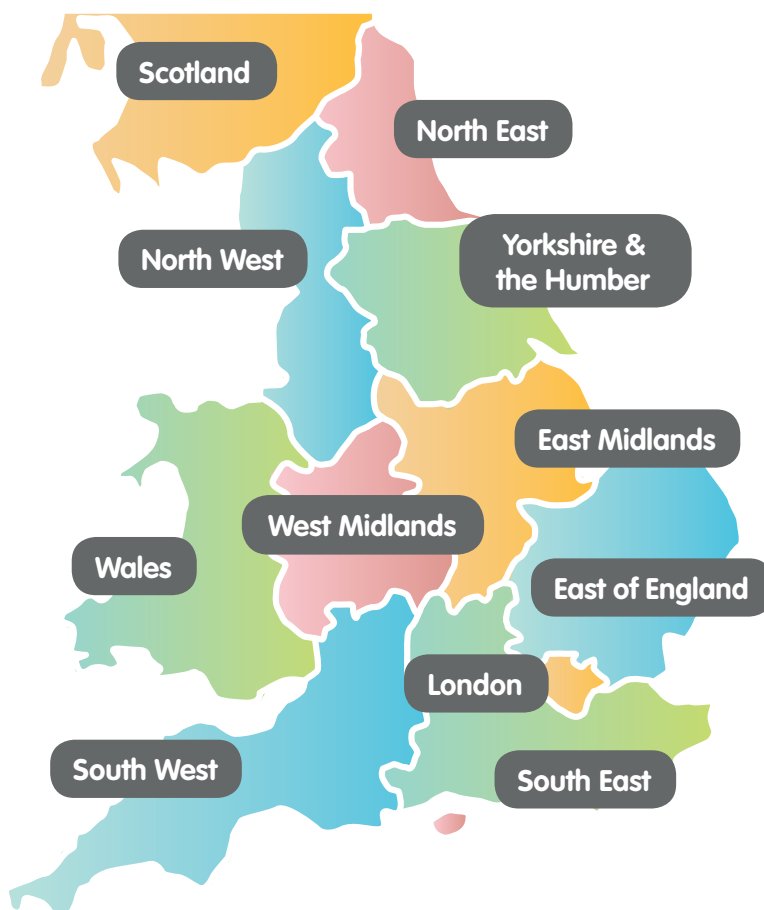 Scotland
North East
Yorkshire &
the Humber
North West
East Midlands
West Midlands
Wales
East of England
London
South West
South East